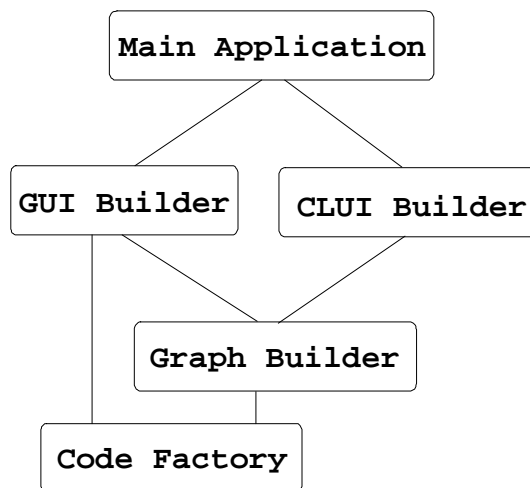 Main Application
GUI Builder
CLUI Builder
Graph Builder
Code Factory